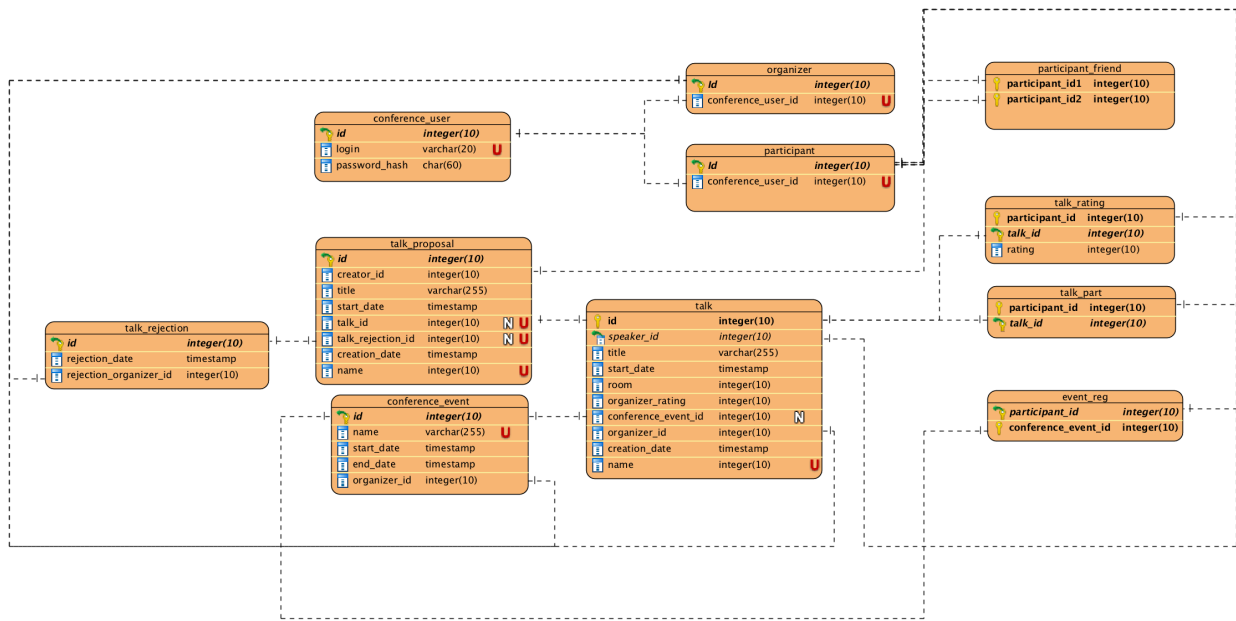 organizer
Id integer(10)
conference_user_id integer(10) U
participant_friend
participant_id1 integer(10)
participant_id2 integer(10)
conference_user
id integer(10)
login varchar(20) U
password_hash char(60)
participant
Id integer(10)
conference_user_id integer(10) U
talk_rating
participant_id integer(10)
talk_id integer(10)
rating integer(10)
talk_proposal
id integer(10)
creator_id integer(10)
title varchar(255)
start_date timestamp
talk_id integer(10) N U
talk_rejection_id integer(10) N U
creation_date timestamp
name integer(10) U
talk_part
participant_id integer(10)
talk_id integer(10)
talk
id integer(10)
speaker_id integer(10)
title varchar(255)
start_date timestamp
room integer(10)
organizer_rating integer(10)
conference_event_id integer(10) N
organizer_id integer(10)
creation_date timestamp
name integer(10) U
talk_rejection
id integer(10)
rejection_date timestamp
rejection_organizer_id integer(10)
conference_event
id integer(10)
name varchar(255) U
start_date timestamp
end_date timestamp
organizer_id integer(10)
event_reg
participant_id integer(10)
conference_event_id integer(10)